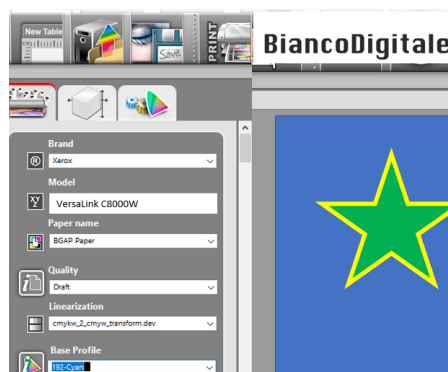 New Table
Save
PRINT
BiancoDigitale
Brand
Xerox
Model
VersaLink C8000W
Paper name
BGAP Paper
Quality
Draft
Linearization
cmykw_2_cmyw_transform.dev
Base Profile
192-Cyan